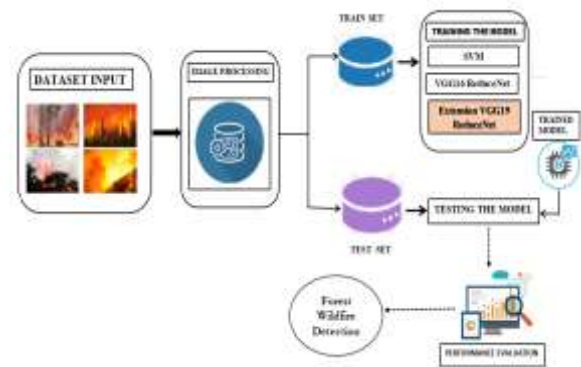 DATASET INPUT
IMAGE PROCESSING
TRAIN SET
TRAINING THE MODEL
SVM
VGG16 ReduceNet
Extension VGG19
ReduceNet
TRAINED
MODEL
TEST SET
TESTING THE MODEL
Forest
Wildfire
Detection
PERFORMANCE EVALUATION